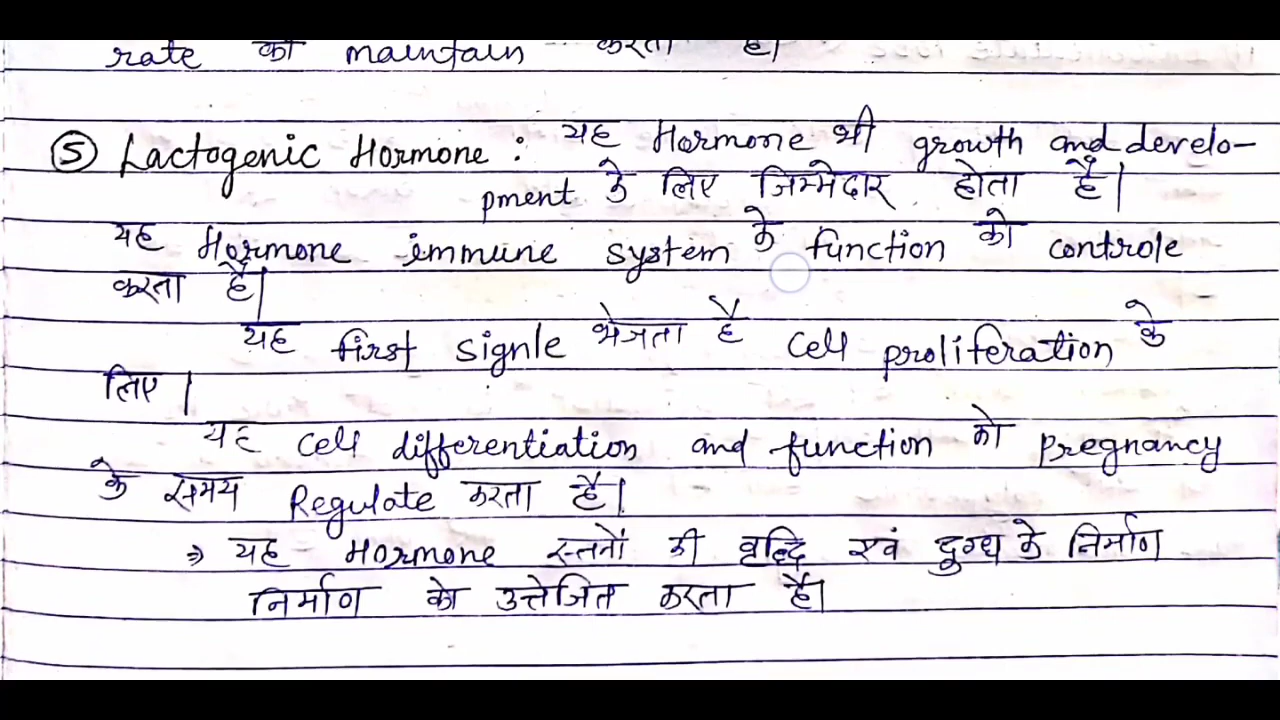 rate को maintain करता है।
⑤ Lactogenic Hormone : यह Hormone भी growth and develo-
pment के लिए जिम्मेदार होता है।
यह Hormone immune system के function को controle
करता है।
यह first signle भेजता है cell proliferation के
लिए।
यह cell differentiation and function को pregnancy
के समय Regulate करता है।
⇒ यह Hormone स्तनों की वृद्धि एवं दुग्ध के निर्माण
निर्माण को उत्तेजित करता है।